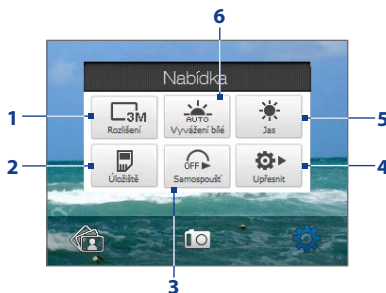 6
Nabídka
1
3M
AUTO
5
Rozlišení
Vyvážení bílé
Jas
2
OFF
4
Úložiště
Samospoušť
Upřesnit
3